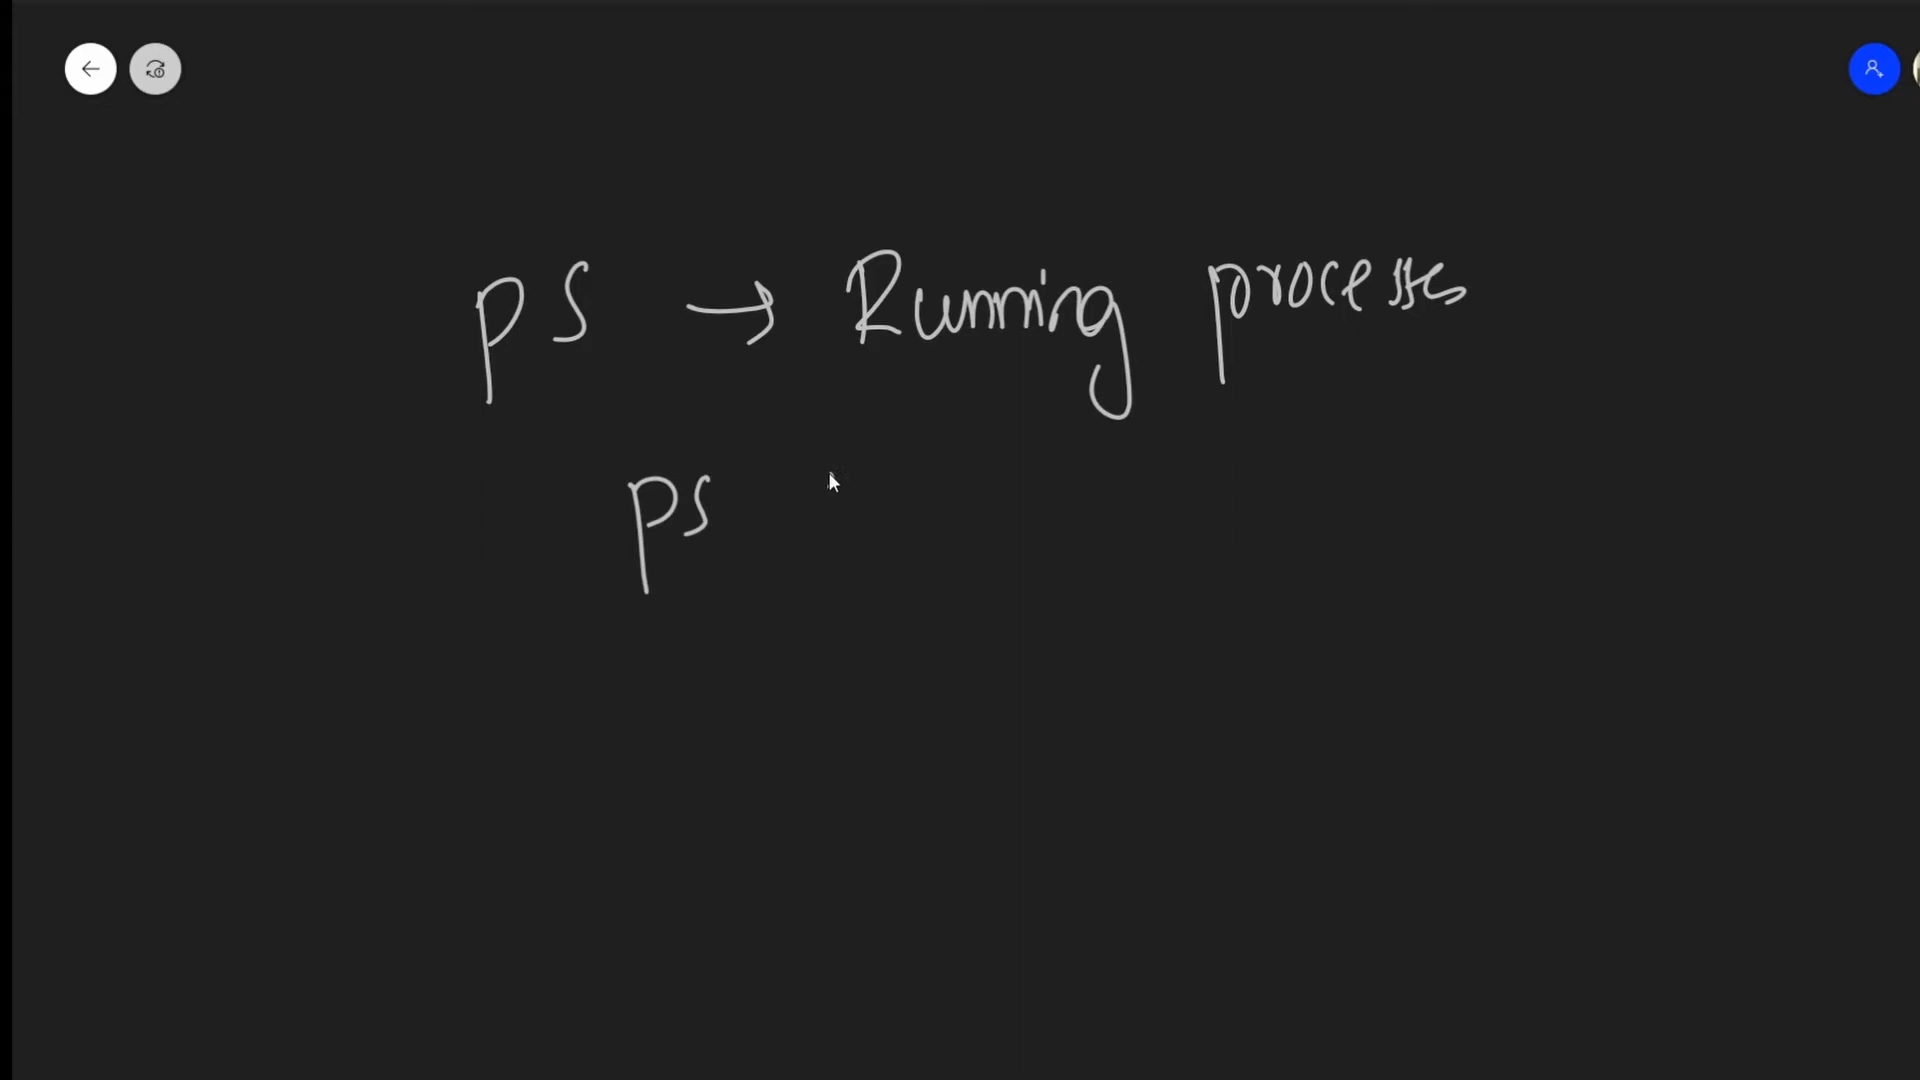 ps → Running processes
ps